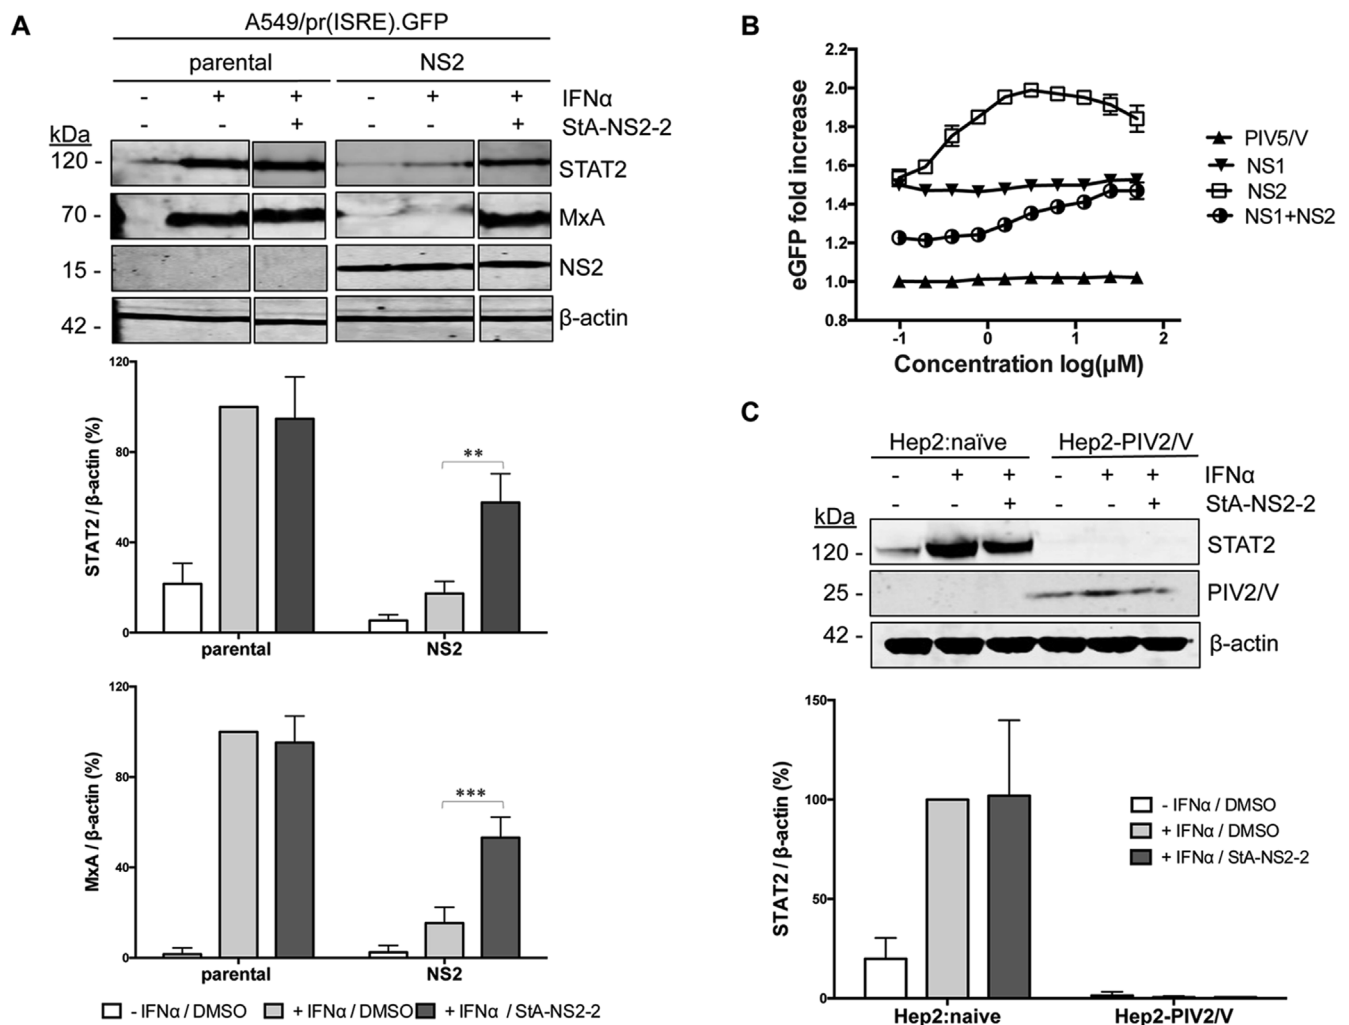 A
A549/pr(ISRE).GFP
parental NS2
- + + - + + IFNα
- - + - - + StA-NS2-2
kDa
120 - STAT2
70 - MxA
15 - NS2
42 - β-actin
120
80
40
0
STAT2 / β-actin (%)
**
parental NS2
120
80
40
0
MxA / β-actin (%)
***
parental NS2
- IFNα / DMSO + IFNα / DMSO + IFNα / StA-NS2-2
B
2.2
2.0
1.8
1.6
1.4
1.2
1.0
0.8
eGFP fold increase
-1 0 1 2
Concentration log(µM)
PIV5/V
NS1
NS2
NS1+NS2
C
Hep2:naïve Hep2-PIV2/V
- + + - + + IFNα
- - + - - + StA-NS2-2
kDa
120 - STAT2
25 - PIV2/V
42 - β-actin
150
100
50
0
STAT2 / β-actin (%)
- IFNα / DMSO
+ IFNα / DMSO
+ IFNα / StA-NS2-2
Hep2:naive Hep2-PIV2/V